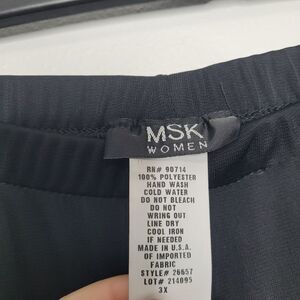 MSK
WOMEN
RN# 90714
100% POLYESTER
HAND WASH
COLD WATER
DO NOT BLEACH
DO NOT
WRING OUT
LINE DRY
COOL IRON
IF NEEDED
MADE IN U.S.A.
OF IMPORTED
FABRIC
STYLE# 26657
LOT# 214095
3X